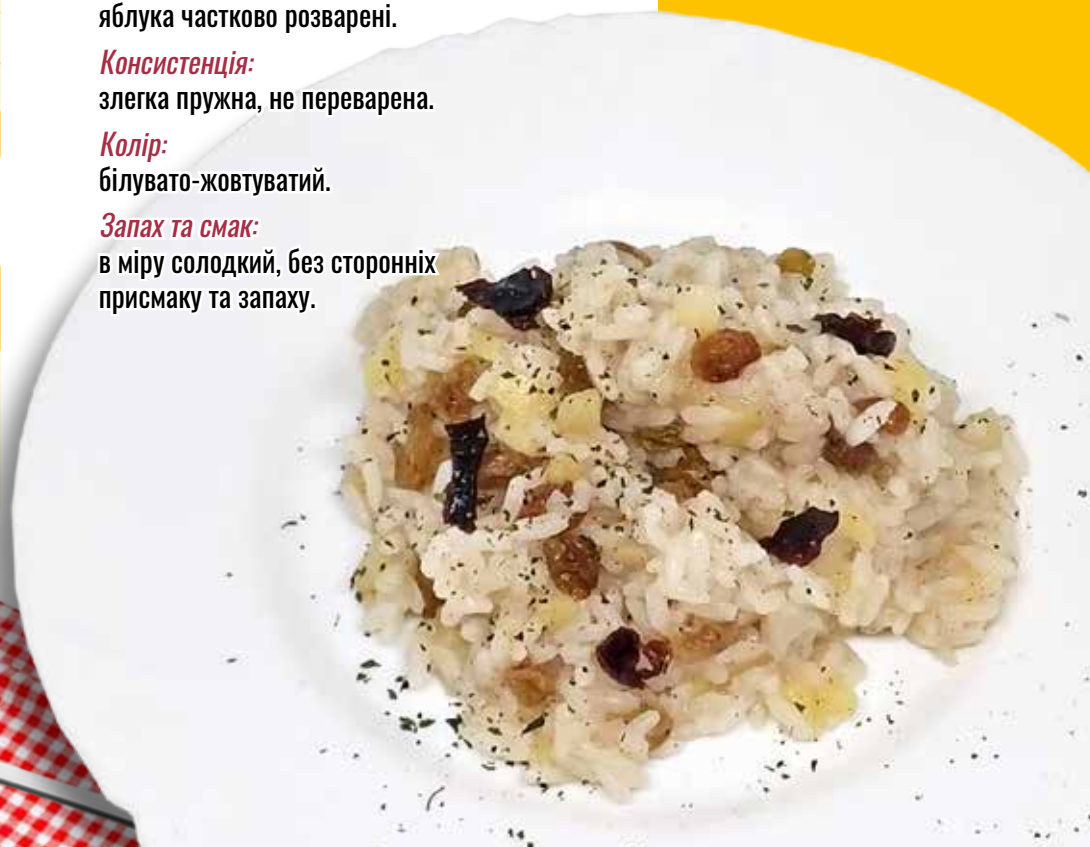 яблука частково розварені.
Консистенція:
злегка пружна, не переварена.
Колір:
білувато-жовтуватий.
Запах та смак:
в міру солодкий, без сторонніх
присмаку та запаху.